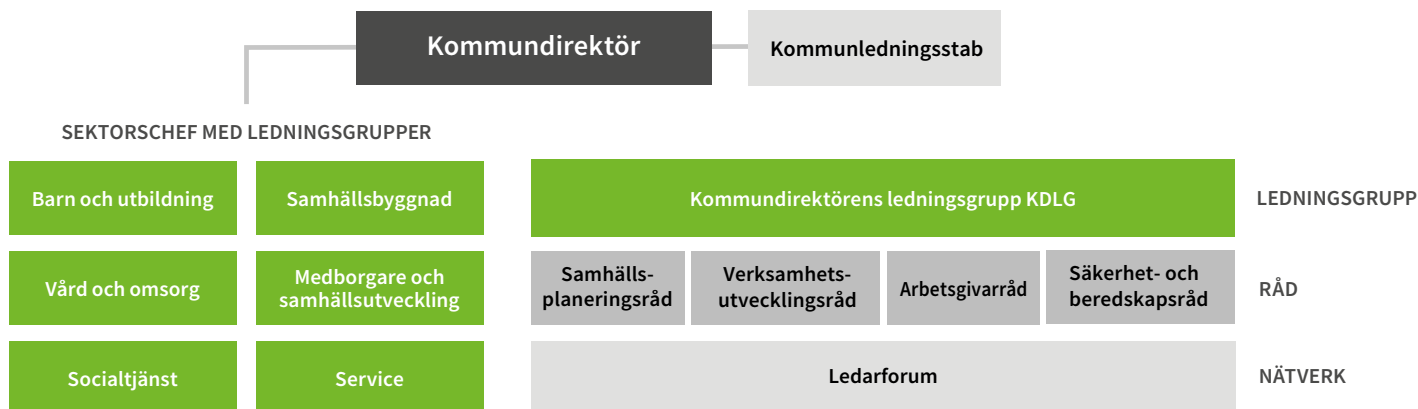 Kommundirektör
Kommunledningsstab
SEKTORSCHEF MED LEDNINGSGRUPPER
Barn och utbildning
Samhällsbyggnad
Kommundirektörens ledningsgrupp KDLG
LEDNINGSGRUPP
Vård och omsorg
Medborgare och
samhällsutveckling
Samhälls-
planeringsråd
Verksamhets-
utvecklingsråd
Arbetsgivarråd
Säkerhet- och
beredskapsråd
RÅD
Socialtjänst
Service
Ledarforum
NÄTVERK